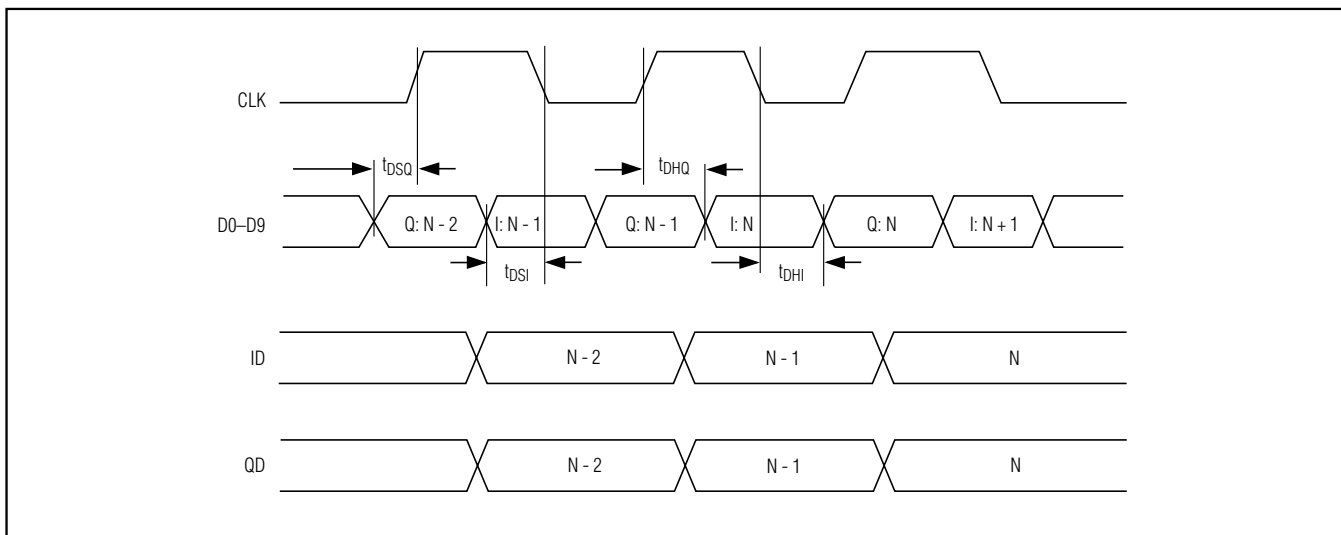 CLK
tDSQ
tDHQ
D0–D9
Q: N - 2
I: N - 1
Q: N - 1
I: N
Q: N
I: N + 1
tDSI
tDHI
ID
N - 2
N - 1
N
QD
N - 2
N - 1
N